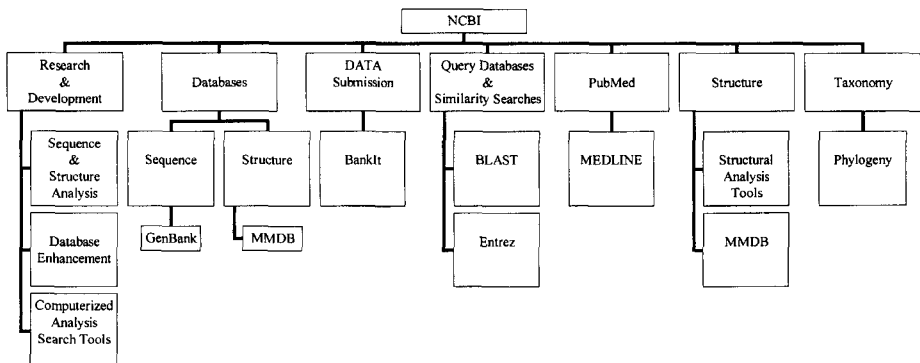 NCBI
Research
&
Development
Databases
DATA
Submission
Query Databases
&
Similarity Searches
PubMed
Structure
Taxonomy
Sequence
&
Structure
Analysis
Sequence
Structure
BankIt
BLAST
MEDLINE
Structural
Analysis
Tools
Phylogeny
GenBank
MMDB
Database
Enhancement
Entrez
MMDB
Computerized
Analysis
Search Tools